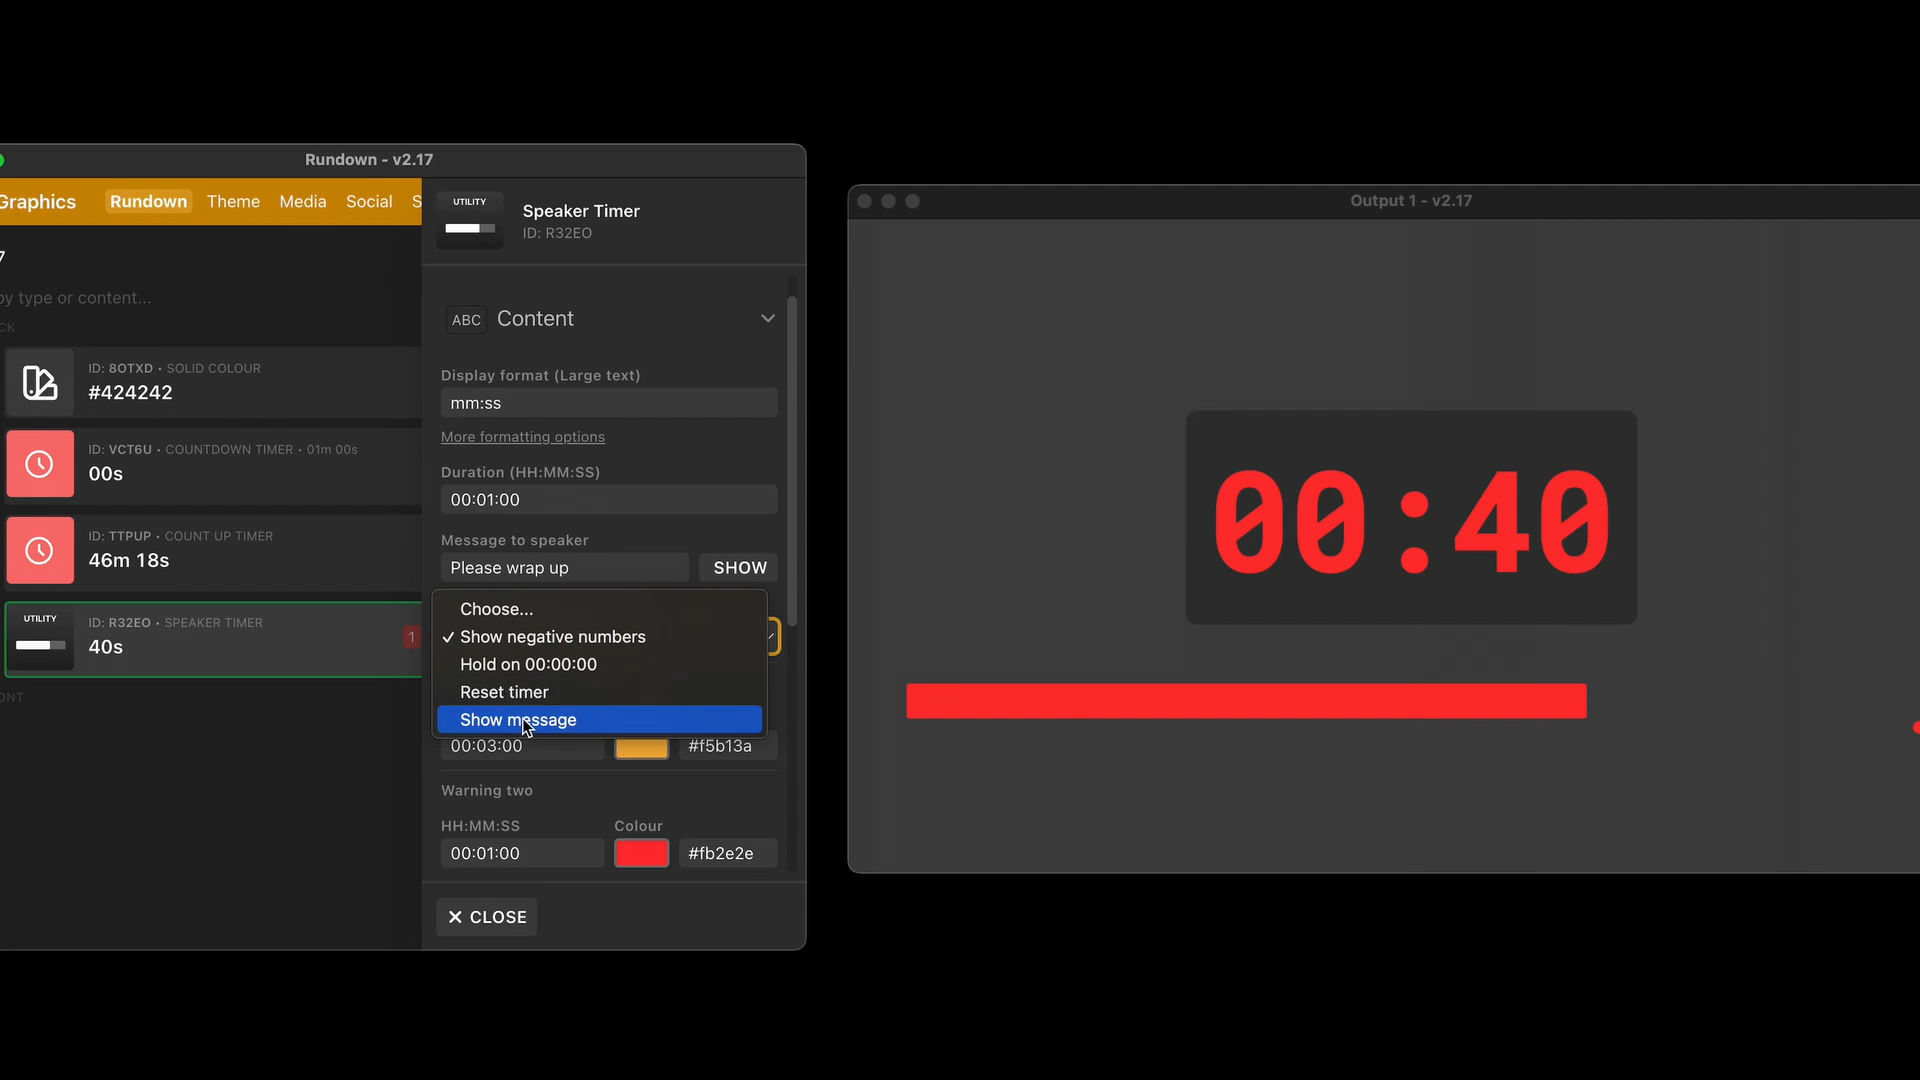 Rundown - v2.17
Graphics Rundown Theme Media Social S
7
by type or content...
CK
ID: 8OTXD • SOLID COLOUR
#424242
ID: VCT6U • COUNTDOWN TIMER • 01m 00s
00s
ID: TTPUP • COUNT UP TIMER
46m 18s
UTILITY
ID: R32EO • SPEAKER TIMER
40s
1
ONT
UTILITY
Speaker Timer
ID: R32EO
ABC Content
Display format (Large text)
mm:ss
More formatting options
Duration (HH:MM:SS)
00:01:00
Message to speaker
Please wrap up SHOW
Choose...
✓ Show negative numbers
Hold on 00:00:00
Reset timer
Show message
00:03:00 #f5b13a
Warning two
HH:MM:SS Colour
00:01:00 #fb2e2e
✕ CLOSE
Output 1 - v2.17
00:40